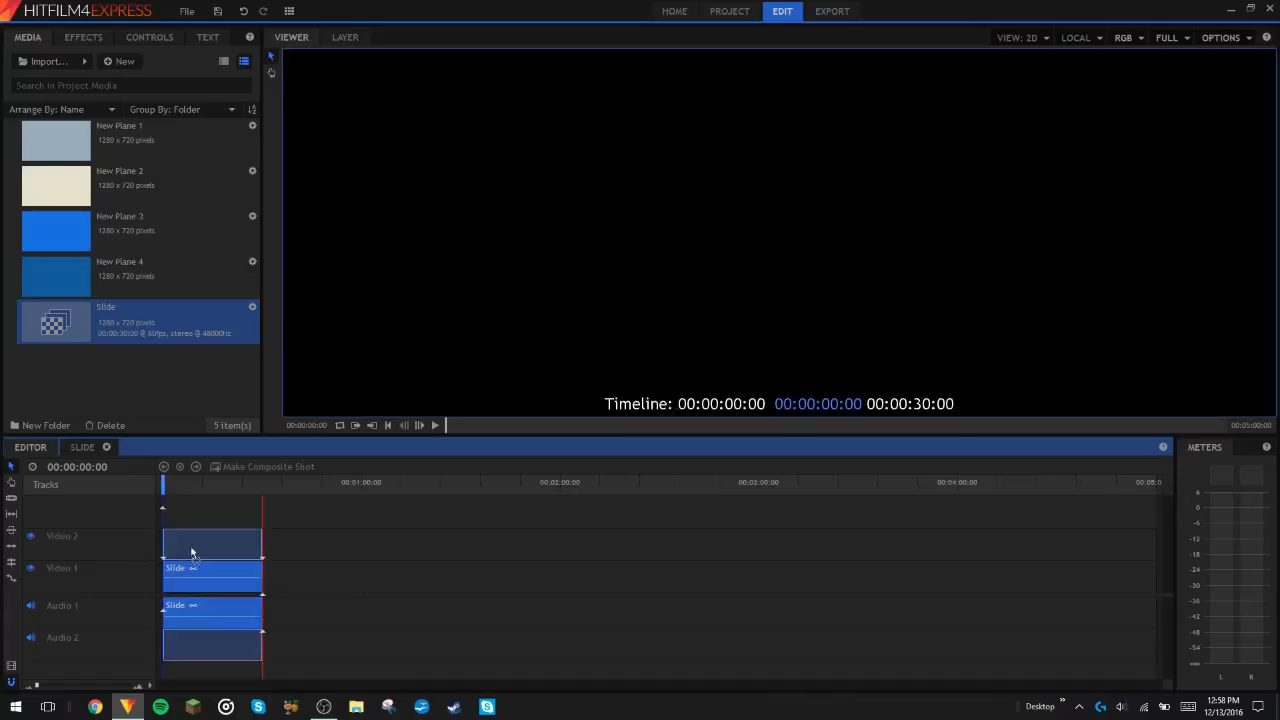 HITFILM4EXPRESS
File
HOME
PROJECT
EDIT
EXPORT
MEDIA
EFFECTS
CONTROLS
TEXT
VIEWER
LAYER
VIEW: 2D
LOCAL
RGB
FULL
OPTIONS
Import...
New
Search in Project Media
Arrange By: Name
Group By: Folder
New Plane 1
1280 x 720 pixels
New Plane 2
1280 x 720 pixels
New Plane 3
1280 x 720 pixels
New Plane 4
1280 x 720 pixels
Slide
1280 x 720 pixels
00:00:30:00 @ 60fps, stereo @ 48000Hz
Timeline: 00:00:00:00 00:00:00:00 00:00:30:00
New Folder
Delete
5 item(s)
00:00:00:00
00:05:00:00
EDITOR
SLIDE
METERS
00:00:00:00
Make Composite Shot
Tracks
00:01:00:00
00:02:00:00
00:03:00:00
00:04:00:00
00:05:0
Video 2
Video 1
Slide
Audio 1
Slide
Audio 2
6
0
-6
-12
-18
-24
-30
-36
-42
-48
-54
-∞
L
R
Desktop
12:58 PM
12/13/2016